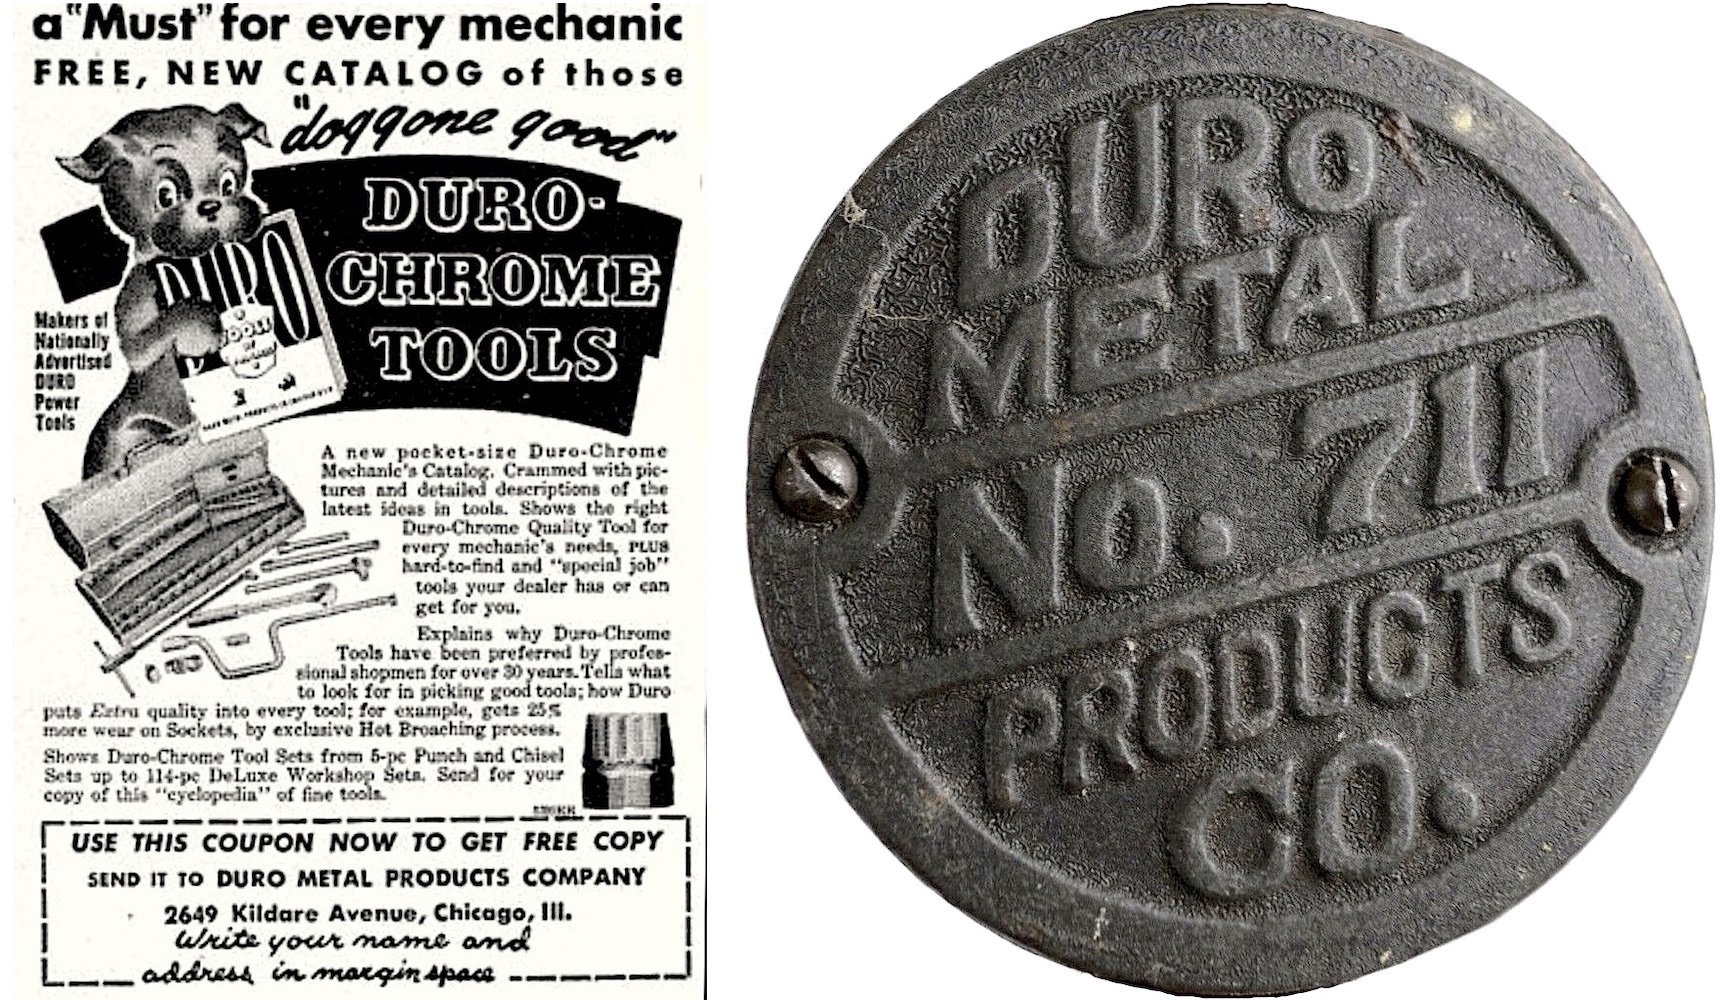 a "Must" for every mechanic
FREE, NEW CATALOG of those
"doggone good"
DURO-
CHROME
TOOLS
DURO
TOOLS
Makers of
Nationally
Advertised
DURO
Power
Tools
A new pocket-size Duro-Chrome
Mechanic's Catalog. Crammed with pic-
tures and detailed descriptions of the
latest ideas in tools. Shows the right
Duro-Chrome Quality Tool for
every mechanic's needs, PLUS
hard-to-find and "special job"
tools your dealer has or can
get for you.
Explains why Duro-Chrome
Tools have been preferred by profes-
sional shopmen for over 30 years. Tells what
to look for in picking good tools; how Duro
puts Extra quality into every tool; for example, gets 25%
more wear on Sockets, by exclusive Hot Broaching process.
Shows Duro-Chrome Tool Sets from 5-pc Punch and Chisel
Sets up to 114-pc DeLuxe Workshop Sets. Send for your
copy of this "cyclopedia" of fine tools.
USE THIS COUPON NOW TO GET FREE COPY
SEND IT TO DURO METAL PRODUCTS COMPANY
2649 Kildare Avenue, Chicago, Ill.
Write your name and
address in margin space
DURO
METAL
No. 711
PRODUCTS
CO.